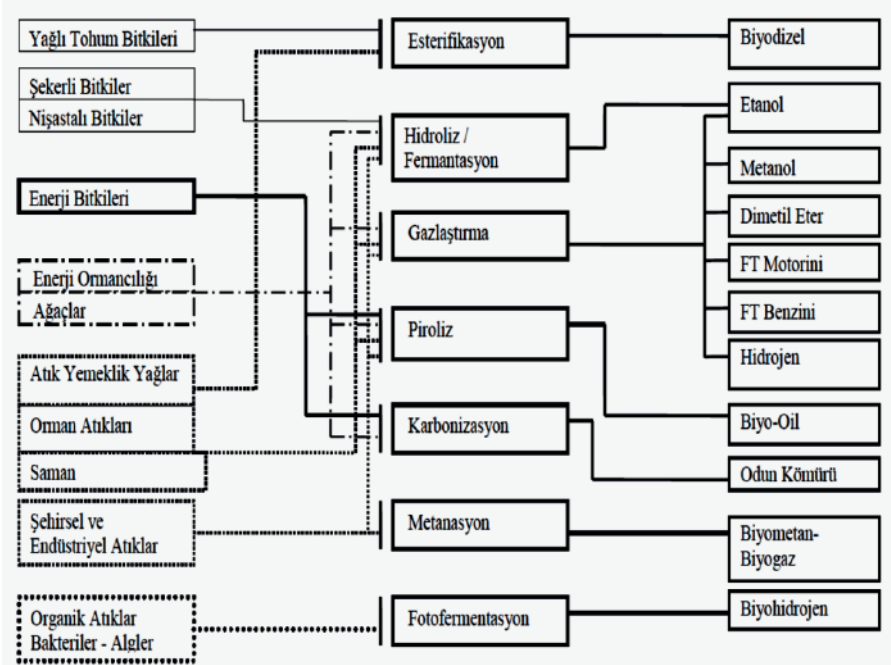 Yağlı Tohum Bitkileri
Şekerli Bitkiler
Nişastalı Bitkiler
Enerji Bitkileri
Enerji Ormancılığı
Ağaçlar
Atık Yemeklik Yağlar
Orman Atıkları
Saman
Şehirsel ve
Endüstriyel Atıklar
Organik Atıklar
Bakteriler - Algler
Esterifikasyon
Hidroliz /
Fermantasyon
Gazlaştırma
Piroliz
Karbonizasyon
Metanasyon
Fotofermentasyon
Biyodizel
Etanol
Metanol
Dimetil Eter
FT Motorini
FT Benzini
Hidrojen
Biyo-Oil
Odun Kömürü
Biyometan-
Biyogaz
Biyohidrojen